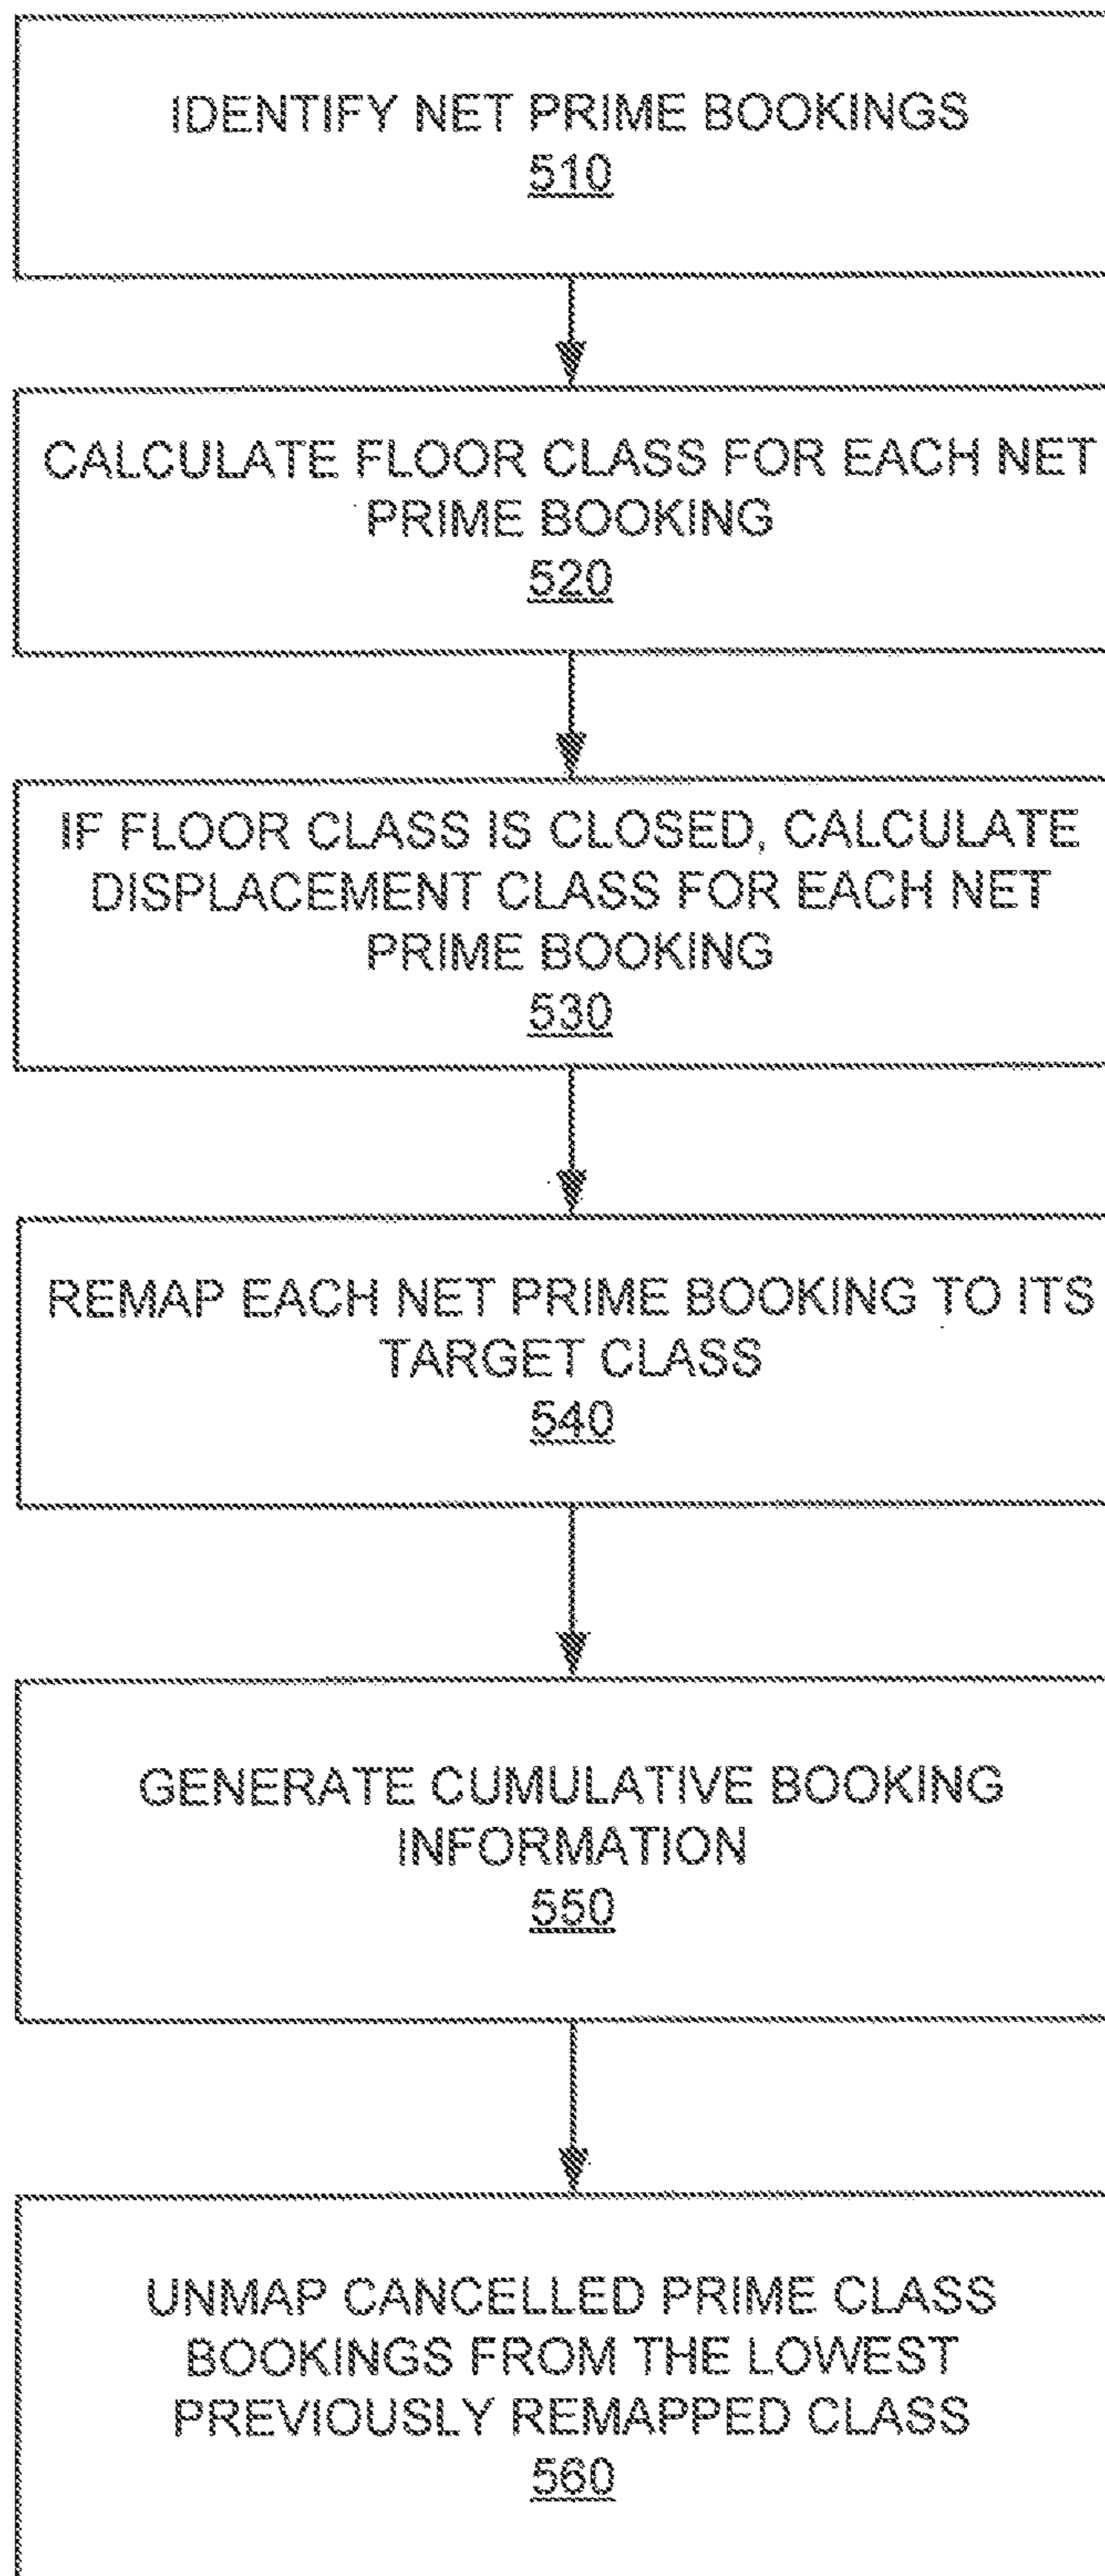 IDENTIFY NET PRIME BOOKINGS
510
CALCULATE FLOOR CLASS FOR EACH NET
PRIME BOOKING
520
IF FLOOR CLASS IS CLOSED, CALCULATE
DISPLACEMENT CLASS FOR EACH NET
PRIME BOOKING
530
REMAP EACH NET PRIME BOOKING TO ITS
TARGET CLASS
540
GENERATE CUMULATIVE BOOKING
INFORMATION
550
UNMAP CANCELLED PRIME CLASS
BOOKINGS FROM THE LOWEST
PREVIOUSLY REMAPPED CLASS
560